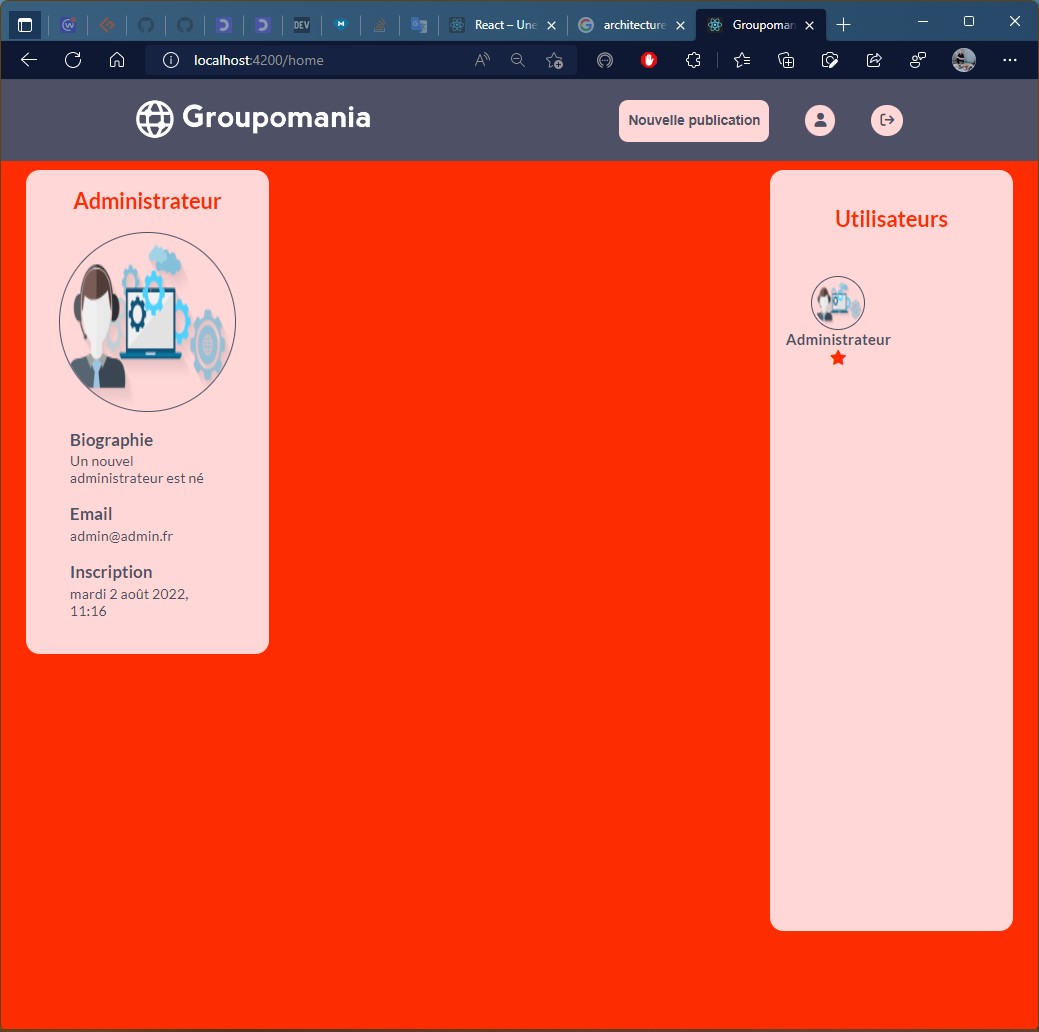 DEV
React – Une
architecture
Groupoman
localhost:4200/home
Groupomania
Nouvelle publication
Administrateur
Biographie
Un nouvel
administrateur est né
Email
admin@admin.fr
Inscription
mardi 2 août 2022,
11:16
Utilisateurs
Administrateur